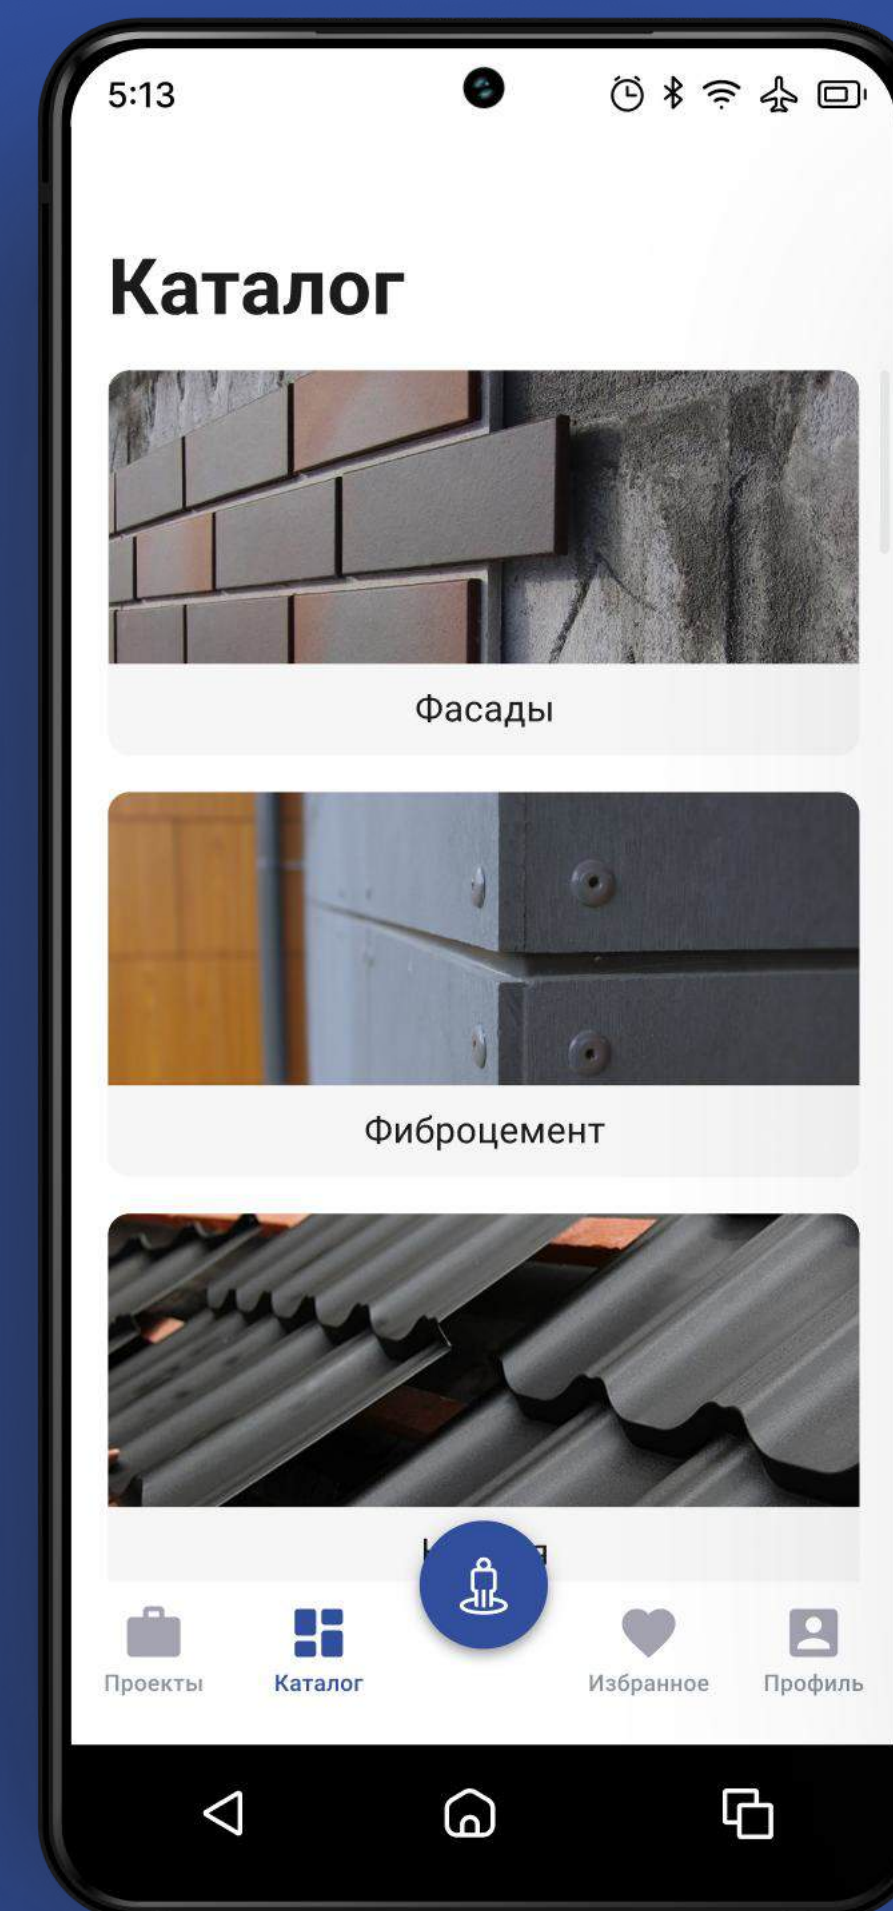 5:13
Каталог
Фасады
Фиброцемент
Проекты
Каталог
Избранное
Профиль